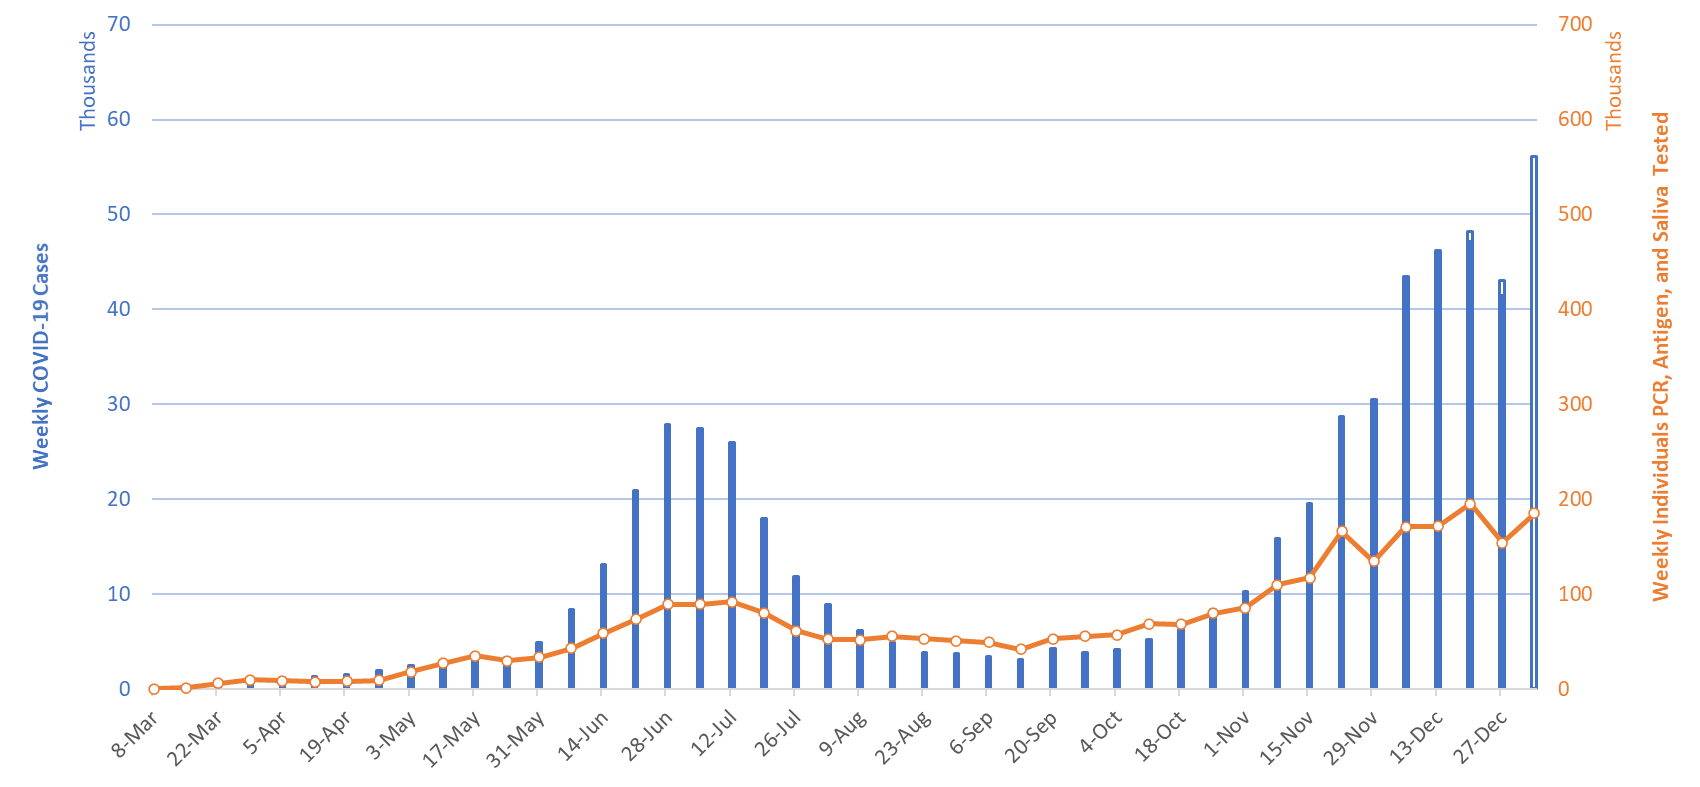 70
60
50
40
30
20
10
0
Thousands
Weekly COVID-19 Cases
700
600
500
400
300
200
100
0
Thousands
Weekly Individuals PCR, Antigen, and Saliva Tested
8-Mar
22-Mar
5-Apr
19-Apr
3-May
17-May
31-May
14-Jun
28-Jun
12-Jul
26-Jul
9-Aug
23-Aug
6-Sep
20-Sep
4-Oct
18-Oct
1-Nov
15-Nov
29-Nov
13-Dec
27-Dec